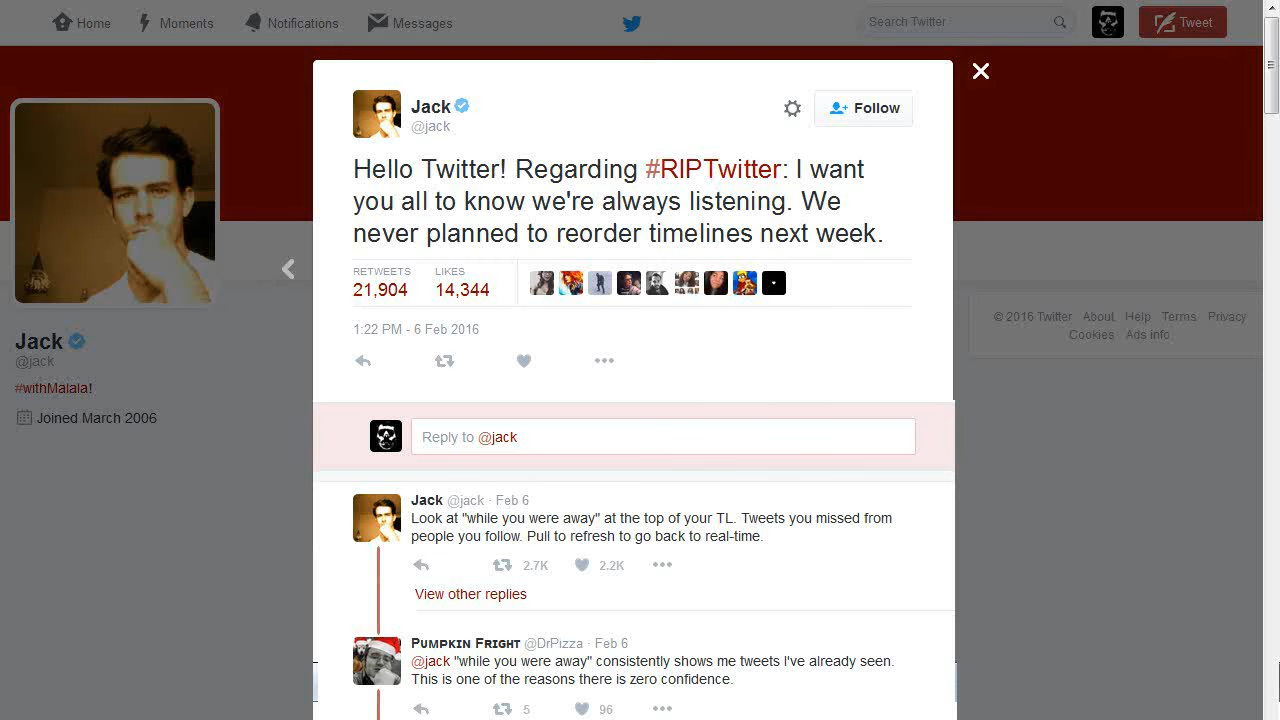 Home Moments Notifications Messages Search Twitter Tweet
Jack
@jack
Follow
Hello Twitter! Regarding #RIPTwitter: I want
you all to know we're always listening. We
never planned to reorder timelines next week.
RETWEETS LIKES
21,904 14,344
1:22 PM - 6 Feb 2016
Reply to @jack
Jack @jack · Feb 6
Look at "while you were away" at the top of your TL. Tweets you missed from
people you follow. Pull to refresh to go back to real-time.
2.7K 2.2K
View other replies
PUMPKIN FRIGHT @DrPizza · Feb 6
@jack "while you were away" consistently shows me tweets I've already seen.
This is one of the reasons there is zero confidence.
5 96
Jack
@jack
#withMalala!
Joined March 2006
© 2016 Twitter About Help Terms Privacy
Cookies Ads info